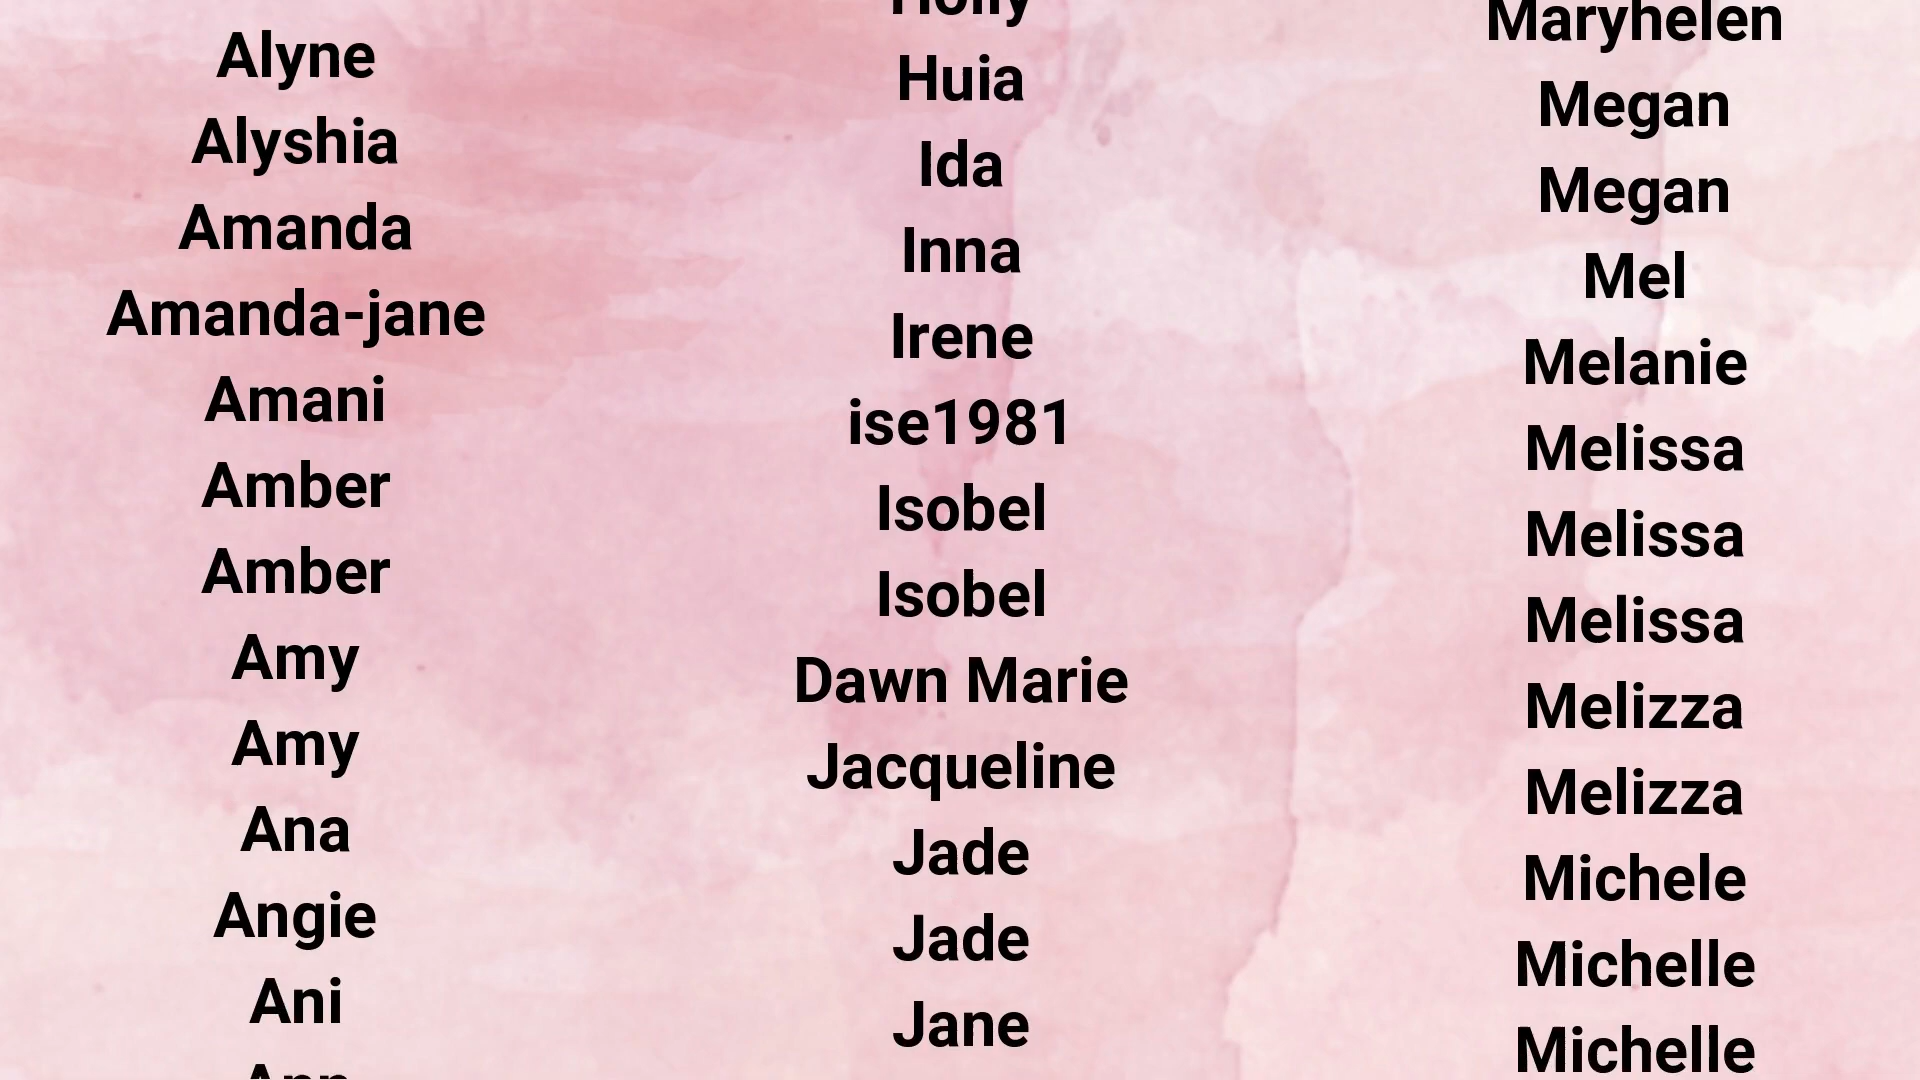 Alyne
Alyshia
Amanda
Amanda-jane
Amani
Amber
Amber
Amy
Amy
Ana
Angie
Ani
Holly
Huia
Ida
Inna
Irene
ise1981
Isobel
Isobel
Dawn Marie
Jacqueline
Jade
Jade
Jane
Maryhelen
Megan
Megan
Mel
Melanie
Melissa
Melissa
Melissa
Melizza
Melizza
Michele
Michelle
Michelle